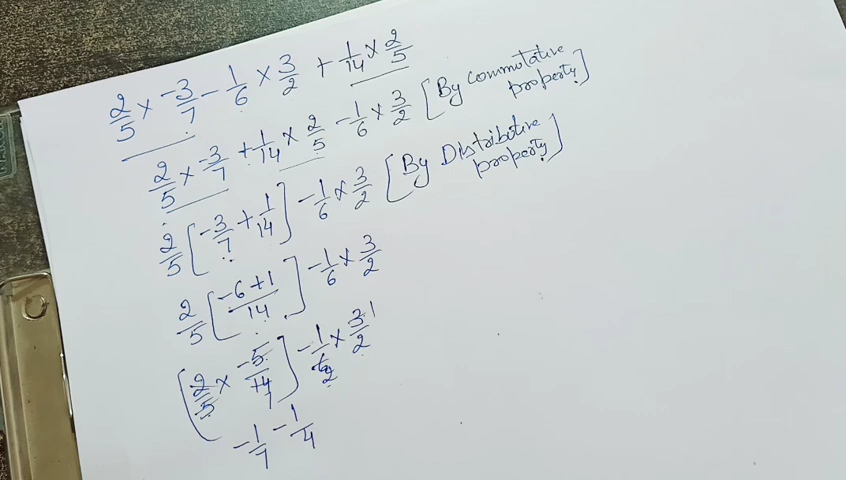 2/5 × -3/7 - 1/6 × 3/2 + 1/14 × 2/5
2/5 × -3/7 + 1/14 × 2/5 - 1/6 × 3/2 [By Commutative property]
2/5 [-3/7 + 1/14] - 1/6 × 3/2 [By Distributive property]
2/5 [-6+1/14] - 1/6 × 3/2
[2/5 × -5/14 7] - 1/6 2 × 3/2 1
-1/7 - 1/4